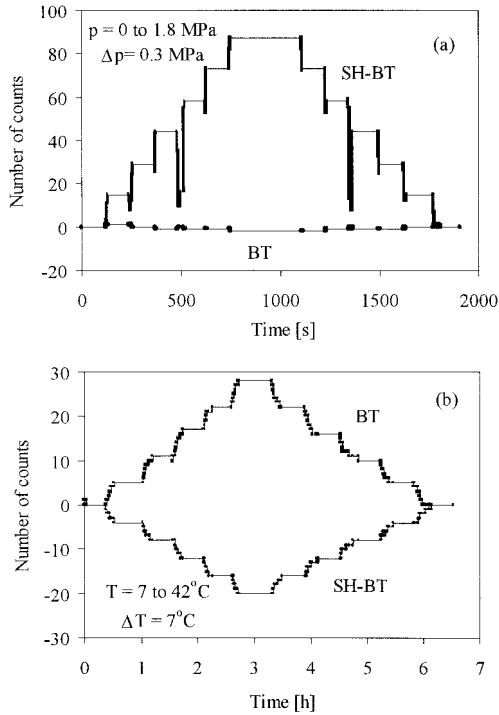 100
80
60
40
20
0
-20
Number of counts
p = 0 to 1.8 MPa
Δp= 0.3 MPa
(a)
SH-BT
BT
0
500
1000
1500
2000
Time [s]
30
20
10
0
-10
-20
-30
Number of counts
(b)
BT
SH-BT
T = 7 to 42°C
ΔT = 7°C
0
1
2
3
4
5
6
7
Time [h]